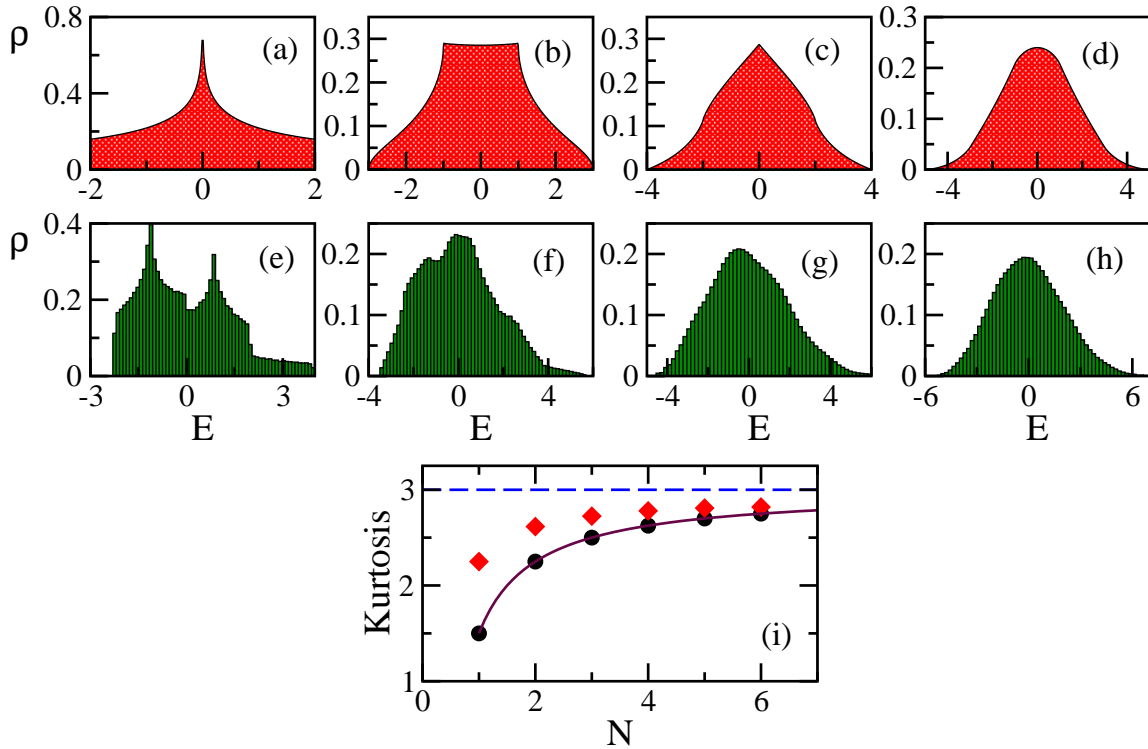 ρ 0.8 0.4 0 -2 0 2 (a)
0.3 0.2 0.1 0 -2 0 2 (b)
0.3 0.2 0.1 0 -4 0 4 (c)
0.3 0.2 0.1 0 -4 0 4 (d)
ρ 0.4 0.2 0 -3 0 3 (e)
0.2 0.1 0 -4 0 4 (f)
0.2 0.1 0 -4 0 4 (g)
0.2 0.1 0 -6 0 6 (h)
E E E E
Kurtosis 3 2 1 (i)
0 2 4 6
N